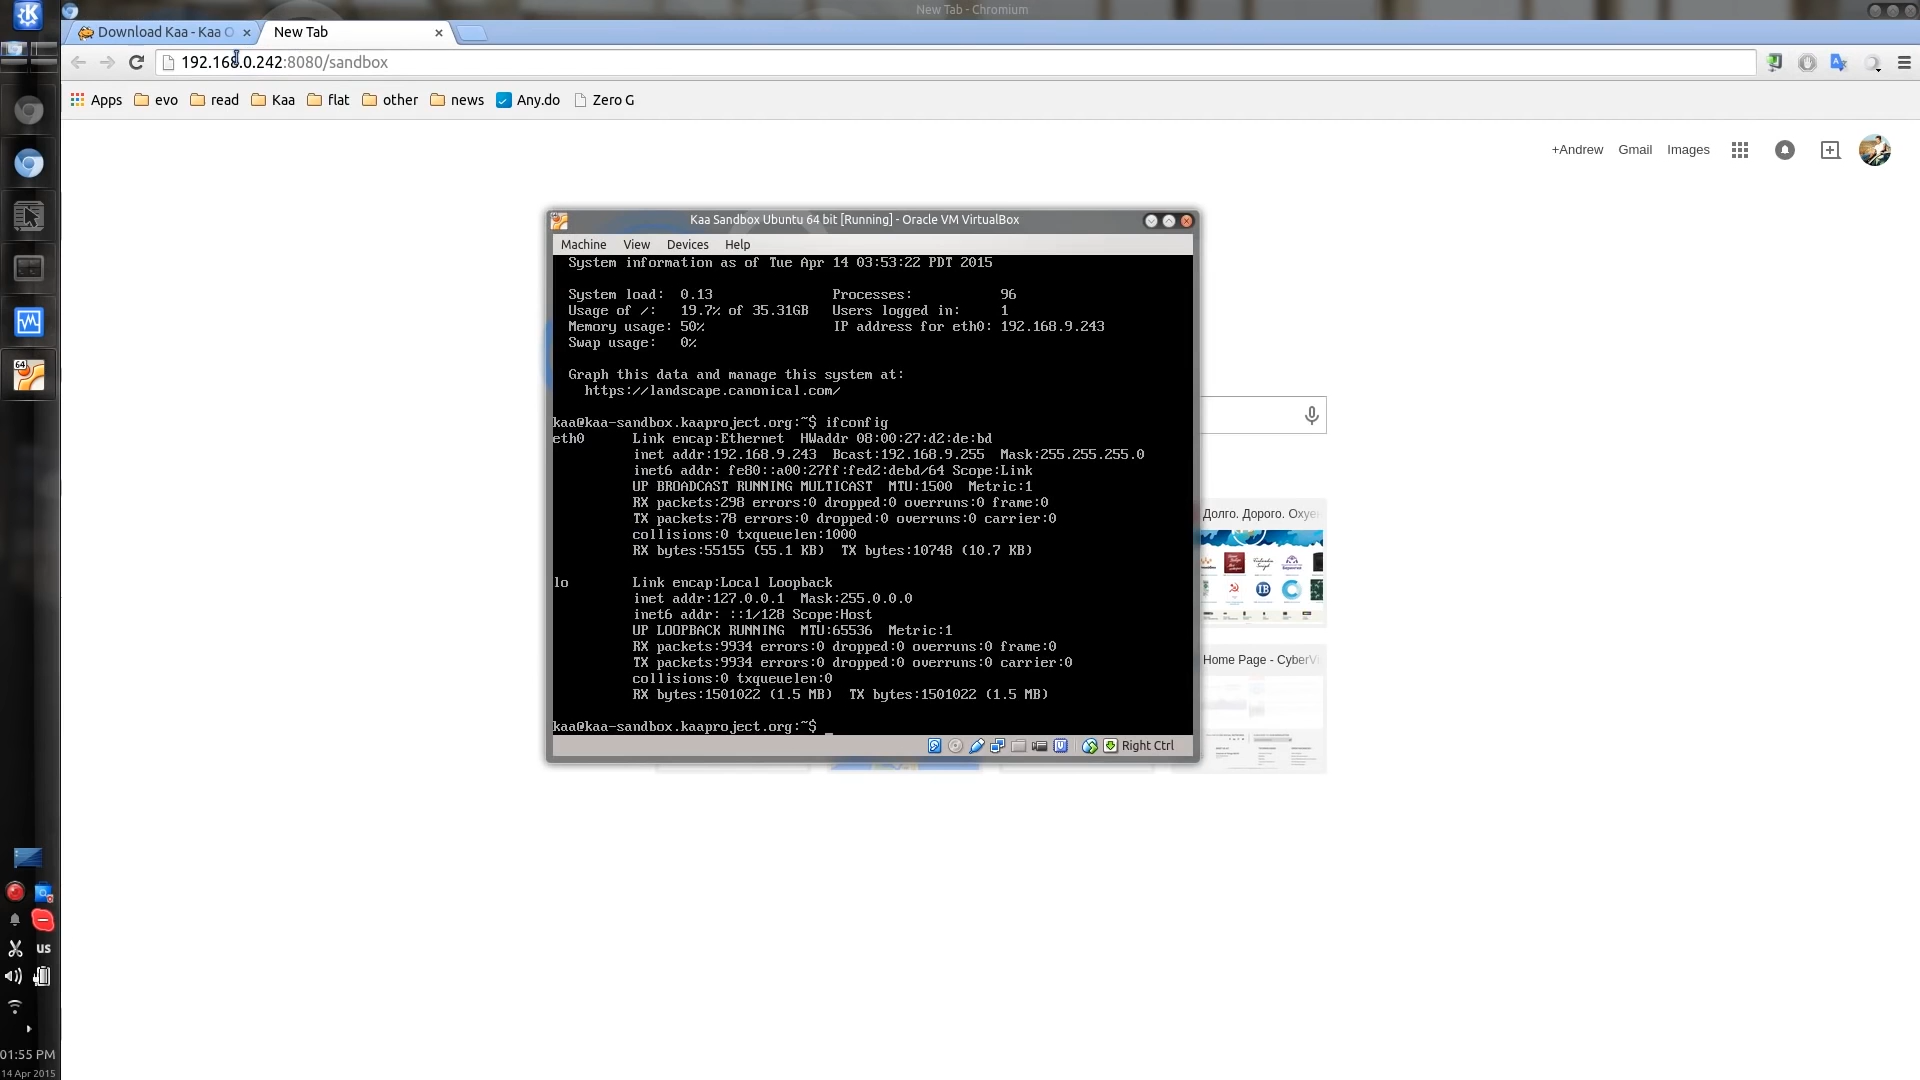 New Tab - Chromium
Download Kaa - Kaa O
New Tab
192.168.0.242:8080/sandbox
Apps evo read Kaa flat other news Any.do Zero G
+Andrew Gmail Images
Kaa Sandbox Ubuntu 64 bit [Running] - Oracle VM VirtualBox
Machine View Devices Help
System information as of Tue Apr 14 03:53:22 PDT 2015
System load: 0.13 Processes: 96
Usage of /: 19.7% of 35.31GB Users logged in: 1
Memory usage: 50% IP address for eth0: 192.168.9.243
Swap usage: 0%
Graph this data and manage this system at:
https://landscape.canonical.com/
kaa@kaa-sandbox.kaaproject.org:~$ ifconfig
eth0 Link encap:Ethernet HWaddr 08:00:27:d2:de:bd
inet addr:192.168.9.243 Bcast:192.168.9.255 Mask:255.255.255.0
inet6 addr: fe80::a00:27ff:fed2:debd/64 Scope:Link
UP BROADCAST RUNNING MULTICAST MTU:1500 Metric:1
RX packets:298 errors:0 dropped:0 overruns:0 frame:0
TX packets:78 errors:0 dropped:0 overruns:0 carrier:0
collisions:0 txqueuelen:1000
RX bytes:55155 (55.1 KB) TX bytes:10748 (10.7 KB)
lo Link encap:Local Loopback
inet addr:127.0.0.1 Mask:255.0.0.0
inet6 addr: ::1/128 Scope:Host
UP LOOPBACK RUNNING MTU:65536 Metric:1
RX packets:9934 errors:0 dropped:0 overruns:0 frame:0
TX packets:9934 errors:0 dropped:0 overruns:0 carrier:0
collisions:0 txqueuelen:0
RX bytes:1501022 (1.5 MB) TX bytes:1501022 (1.5 MB)
kaa@kaa-sandbox.kaaproject.org:~$ _
Right Ctrl
Долго. Дорого. Оху
Home Page - CyberVi
64
us
01:55 PM
14 Apr 2015